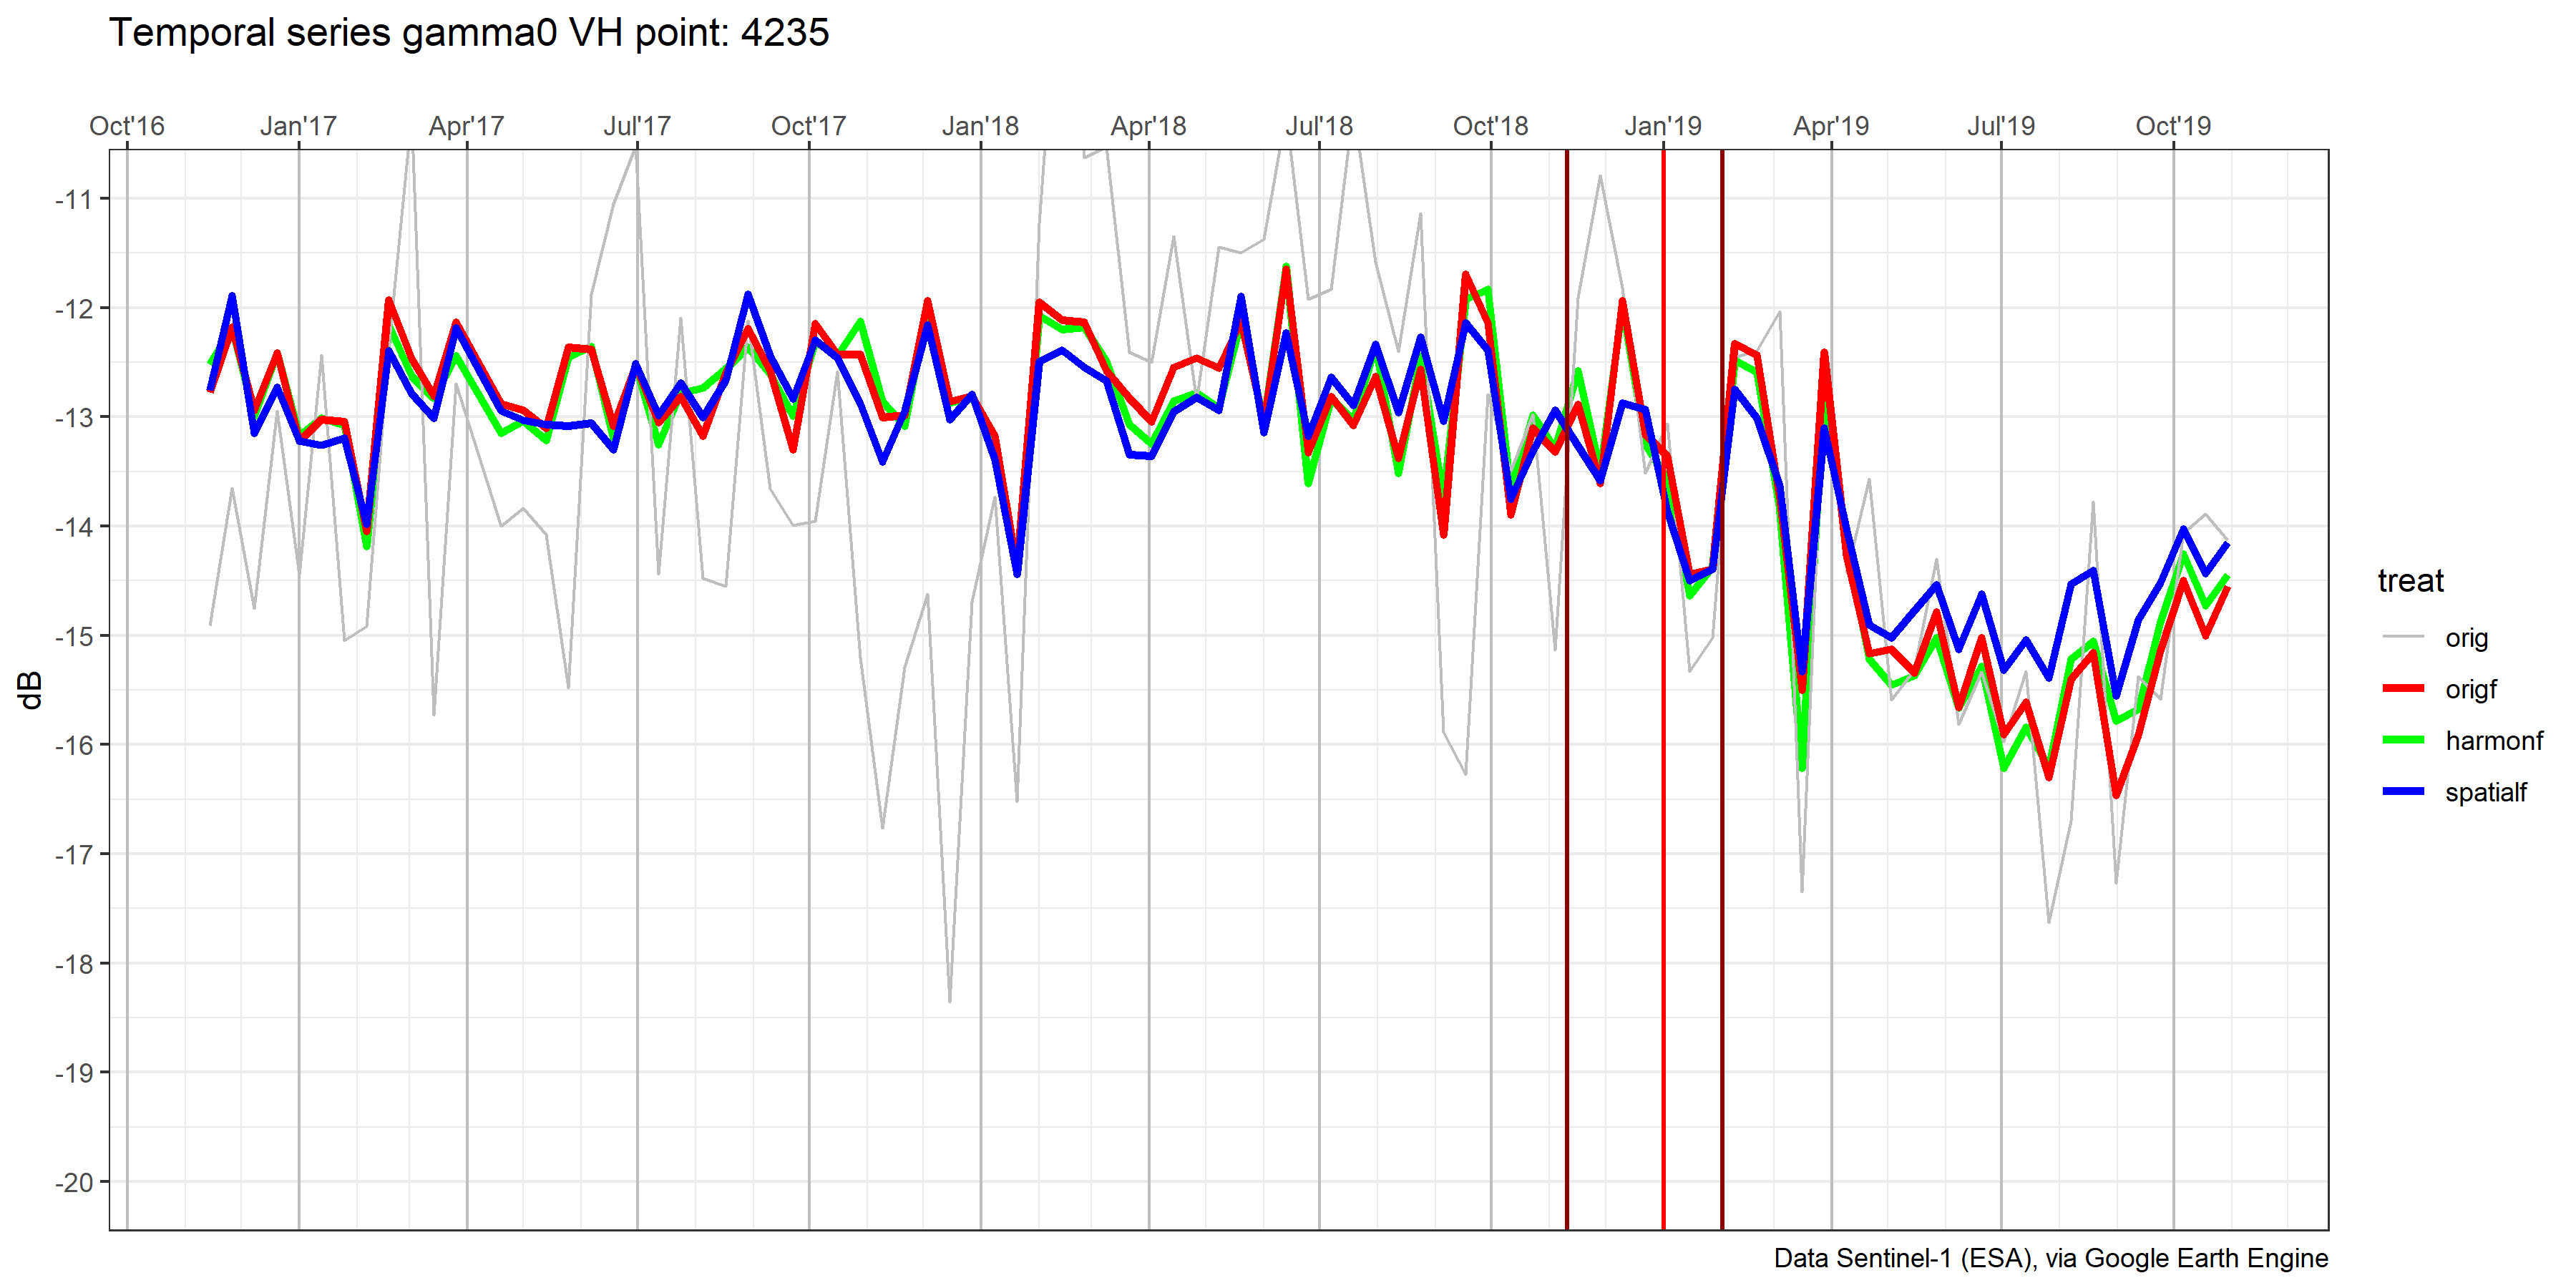 Temporal series gamma0 VH point: 4235
Oct'16 Jan'17 Apr'17 Jul'17 Oct'17 Jan'18 Apr'18 Jul'18 Oct'18 Jan'19 Apr'19 Jul'19 Oct'19
-11
-12
-13
-14
-15
-16
-17
-18
-19
-20
dB
treat
orig
origf
harmonf
spatialf
Data Sentinel-1 (ESA), via Google Earth Engine